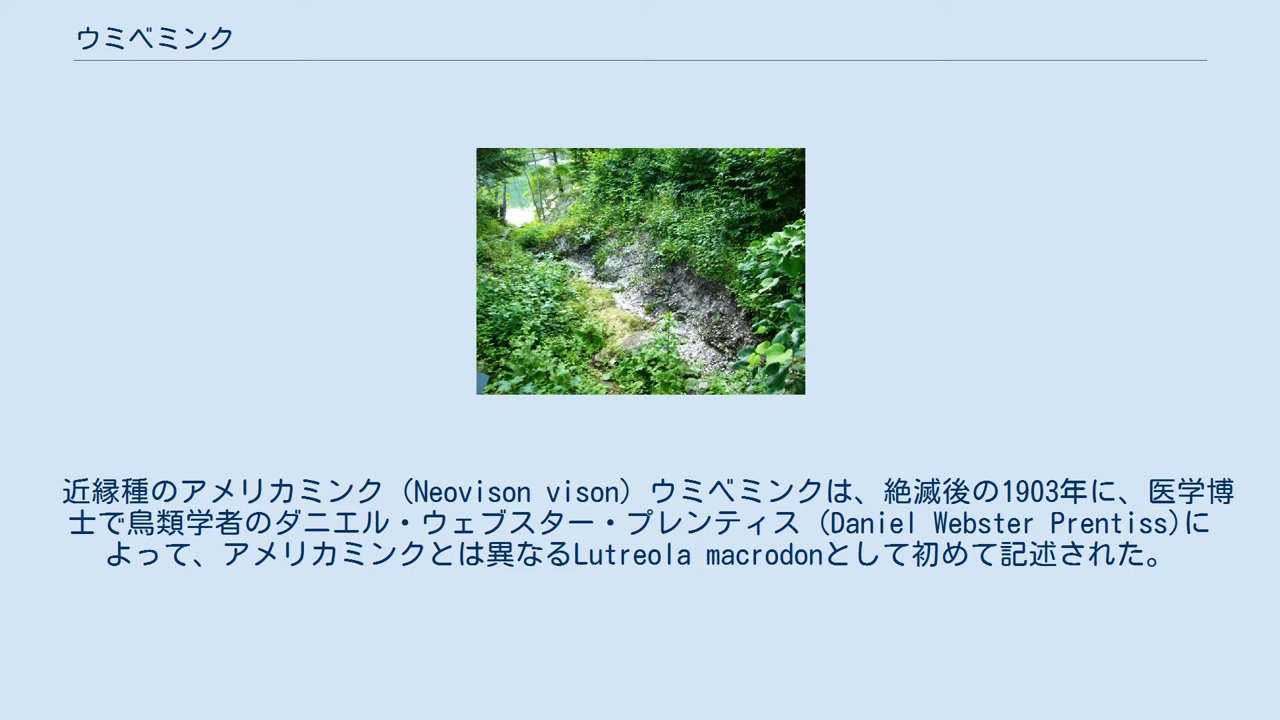 ウミベミンク
近縁種のアメリカミンク（Neovison vison）ウミベミンクは、絶滅後の1903年に、医学博
士で鳥類学者のダニエル・ウェブスター・プレンティス（Daniel Webster Prentiss)に
よって、アメリカミンクとは異なるLutreola macrodonとして初めて記述された。